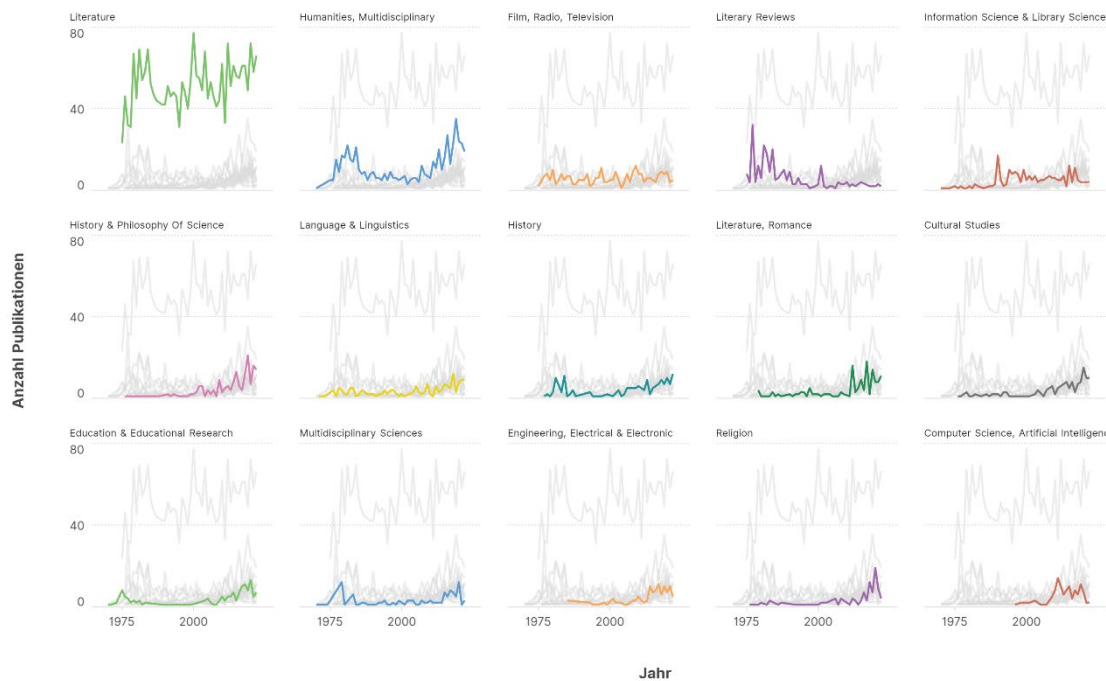 Literature
Humanities, Multidisciplinary
Film, Radio, Television
Literary Reviews
Information Science & Library Science
80
40
0
History & Philosophy Of Science
Language & Linguistics
History
Literature, Romance
Cultural Studies
80
40
0
Anzahl Publikationen
Education & Educational Research
Multidisciplinary Sciences
Engineering, Electrical & Electronic
Religion
Computer Science, Artificial Intelligenc
80
40
0
1975 2000
1975 2000
1975 2000
1975 2000
1975 2000
Jahr